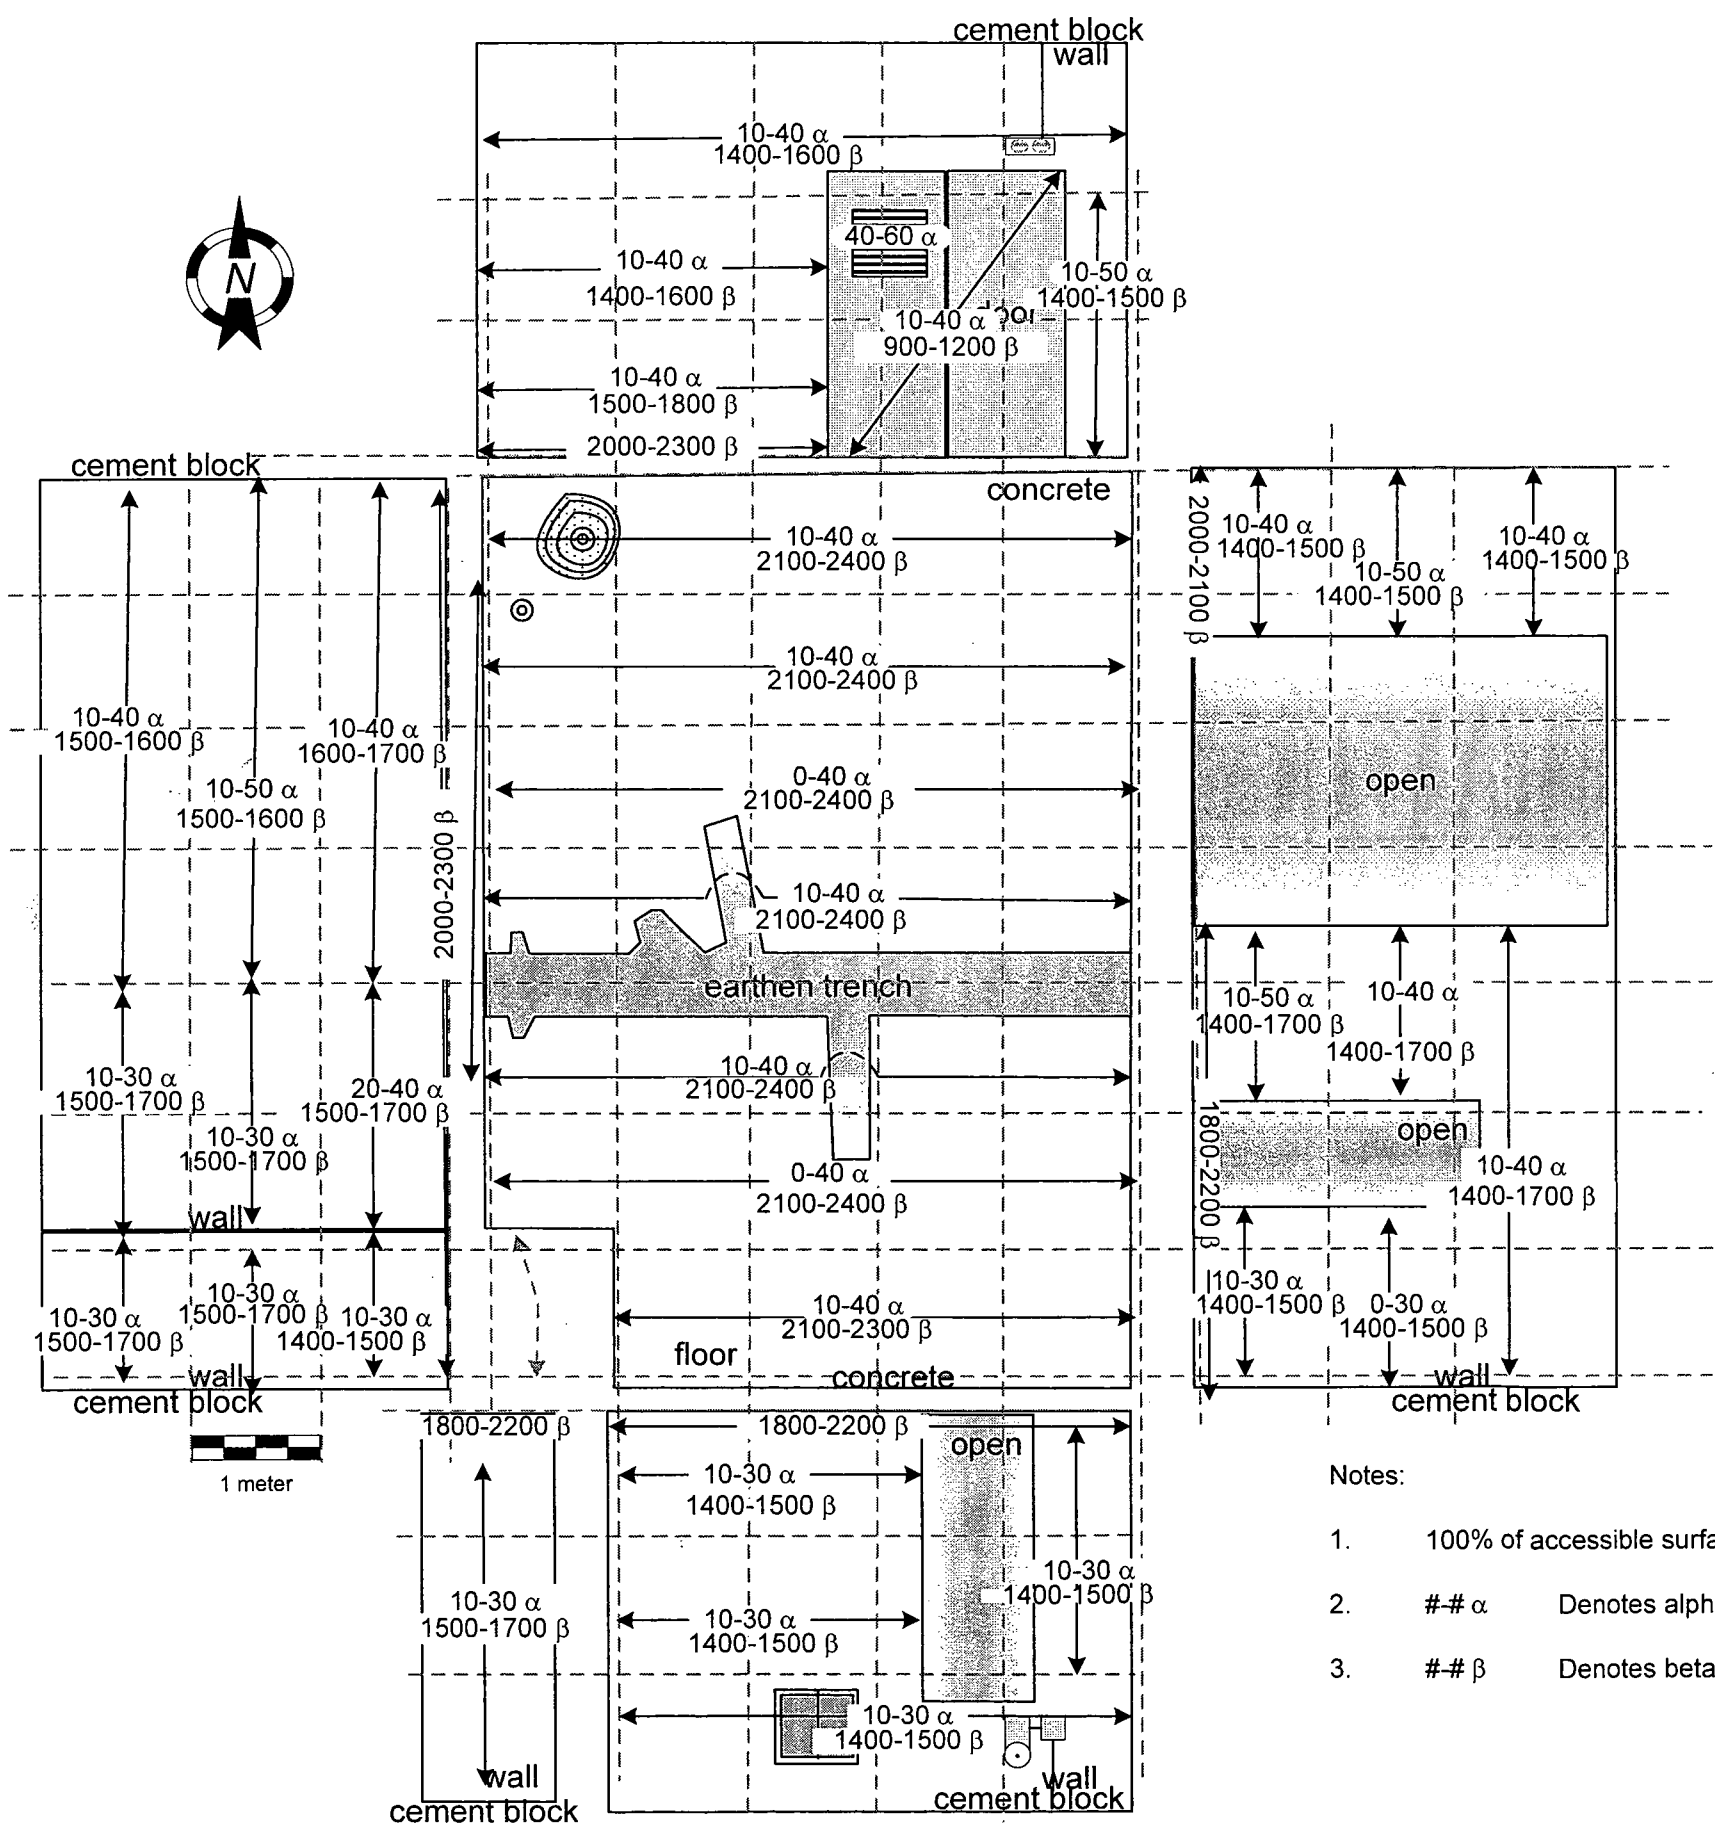 cement block
wall
10-40 α
1400-1600 β
40-60 α
10-40 α
1400-1600 β
10-50 α
1400-1500 β
10-40 α
900-1200 β
10-40 α
1500-1800 β
2000-2300 β
N
cement block
10-40 α
1500-1600 β
10-50 α
1500-1600 β
10-40 α
1600-1700 β
2000-2300 β
10-30 α
1500-1700 β
10-30 α
1500-1700 β
20-40 α
1500-1700 β
wall
10-30 α
1500-1700 β
10-30 α
1500-1700 β
10-30 α
1400-1500 β
wall
cement block
1 meter
concrete
10-40 α
2100-2400 β
10-40 α
2100-2400 β
0-40 α
2100-2400 β
10-40 α
2100-2400 β
earthen trench
10-40 α
2100-2400 β
0-40 α
2100-2400 β
10-40 α
2100-2300 β
floor
concrete
2000-2100 β
10-40 α
1400-1500 β
10-50 α
1400-1500 β
10-40 α
1400-1500 β
open
10-50 α
1400-1700 β
10-40 α
1400-1700 β
1800-2200 β
open
10-40 α
1400-1700 β
10-30 α
1400-1500 β
0-30 α
1400-1500 β
wall
cement block
1800-2200 β
10-30 α
1500-1700 β
wall
cement block
1800-2200 β
open
10-30 α
1400-1500 β
10-30 α
1400-1500 β
10-30 α
1400-1500 β
10-30 α
1400-1500 β
wall
cement block
Notes:
1. 100% of accessible surfa
2. #-# α Denotes alph
3. #-# β Denotes beta